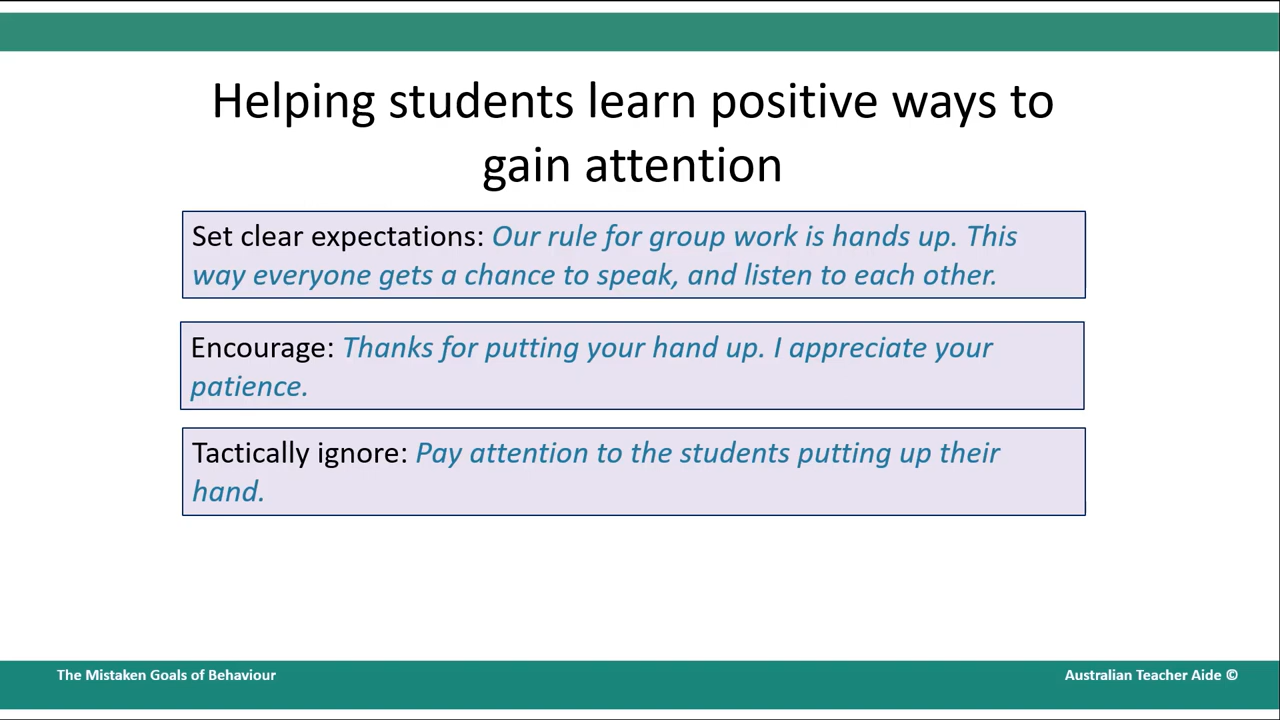 Helping students learn positive ways to
gain attention
Set clear expectations: Our rule for group work is hands up. This
way everyone gets a chance to speak, and listen to each other.
Encourage: Thanks for putting your hand up. I appreciate your
patience.
Tactically ignore: Pay attention to the students putting up their
hand.
The Mistaken Goals of Behaviour
Australian Teacher Aide ©